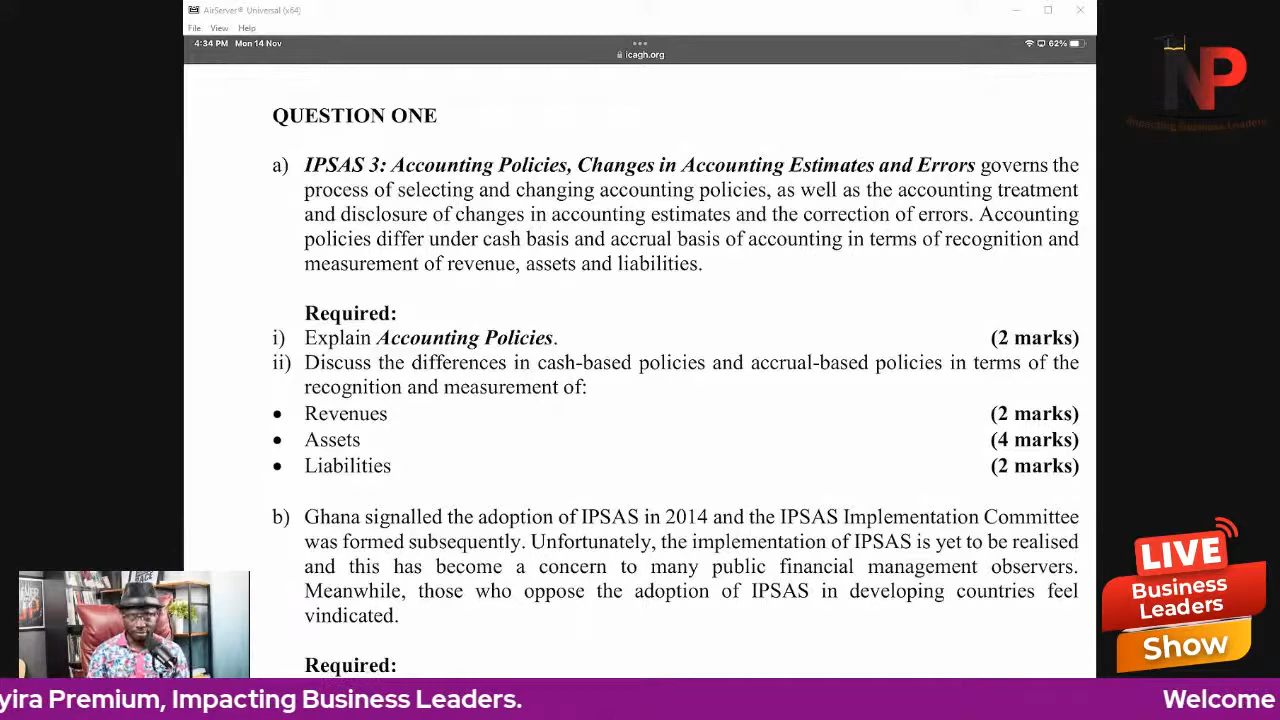 AirServer® Universal (x64)
File View Help
4:34 PM Mon 14 Nov
62%
icagh.org
NP
Impacting Business Leaders
QUESTION ONE
a) IPSAS 3: Accounting Policies, Changes in Accounting Estimates and Errors governs the
process of selecting and changing accounting policies, as well as the accounting treatment
and disclosure of changes in accounting estimates and the correction of errors. Accounting
policies differ under cash basis and accrual basis of accounting in terms of recognition and
measurement of revenue, assets and liabilities.
Required:
i) Explain Accounting Policies. (2 marks)
ii) Discuss the differences in cash-based policies and accrual-based policies in terms of the
recognition and measurement of:
• Revenues (2 marks)
• Assets (4 marks)
• Liabilities (2 marks)
b) Ghana signalled the adoption of IPSAS in 2014 and the IPSAS Implementation Committee
was formed subsequently. Unfortunately, the implementation of IPSAS is yet to be realised
and this has become a concern to many public financial management observers.
Meanwhile, those who oppose the adoption of IPSAS in developing countries feel
vindicated.
Required:
LIVE
Business
Leaders
Show
yira Premium, Impacting Business Leaders. Welcome